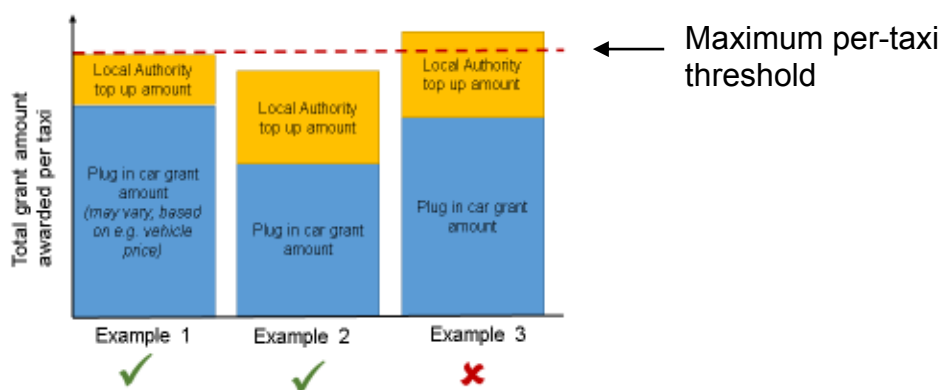 Total grant amount
awarded per taxi
Local Authority
top up amount
Plug in car grant
amount
(may vary, based
on e.g. vehicle
price)
Local Authority
top up amount
Plug in car grant
amount
Local Authority
top up amount
Plug in car grant
amount
Maximum per-taxi
threshold
Example 1
Example 2
Example 3